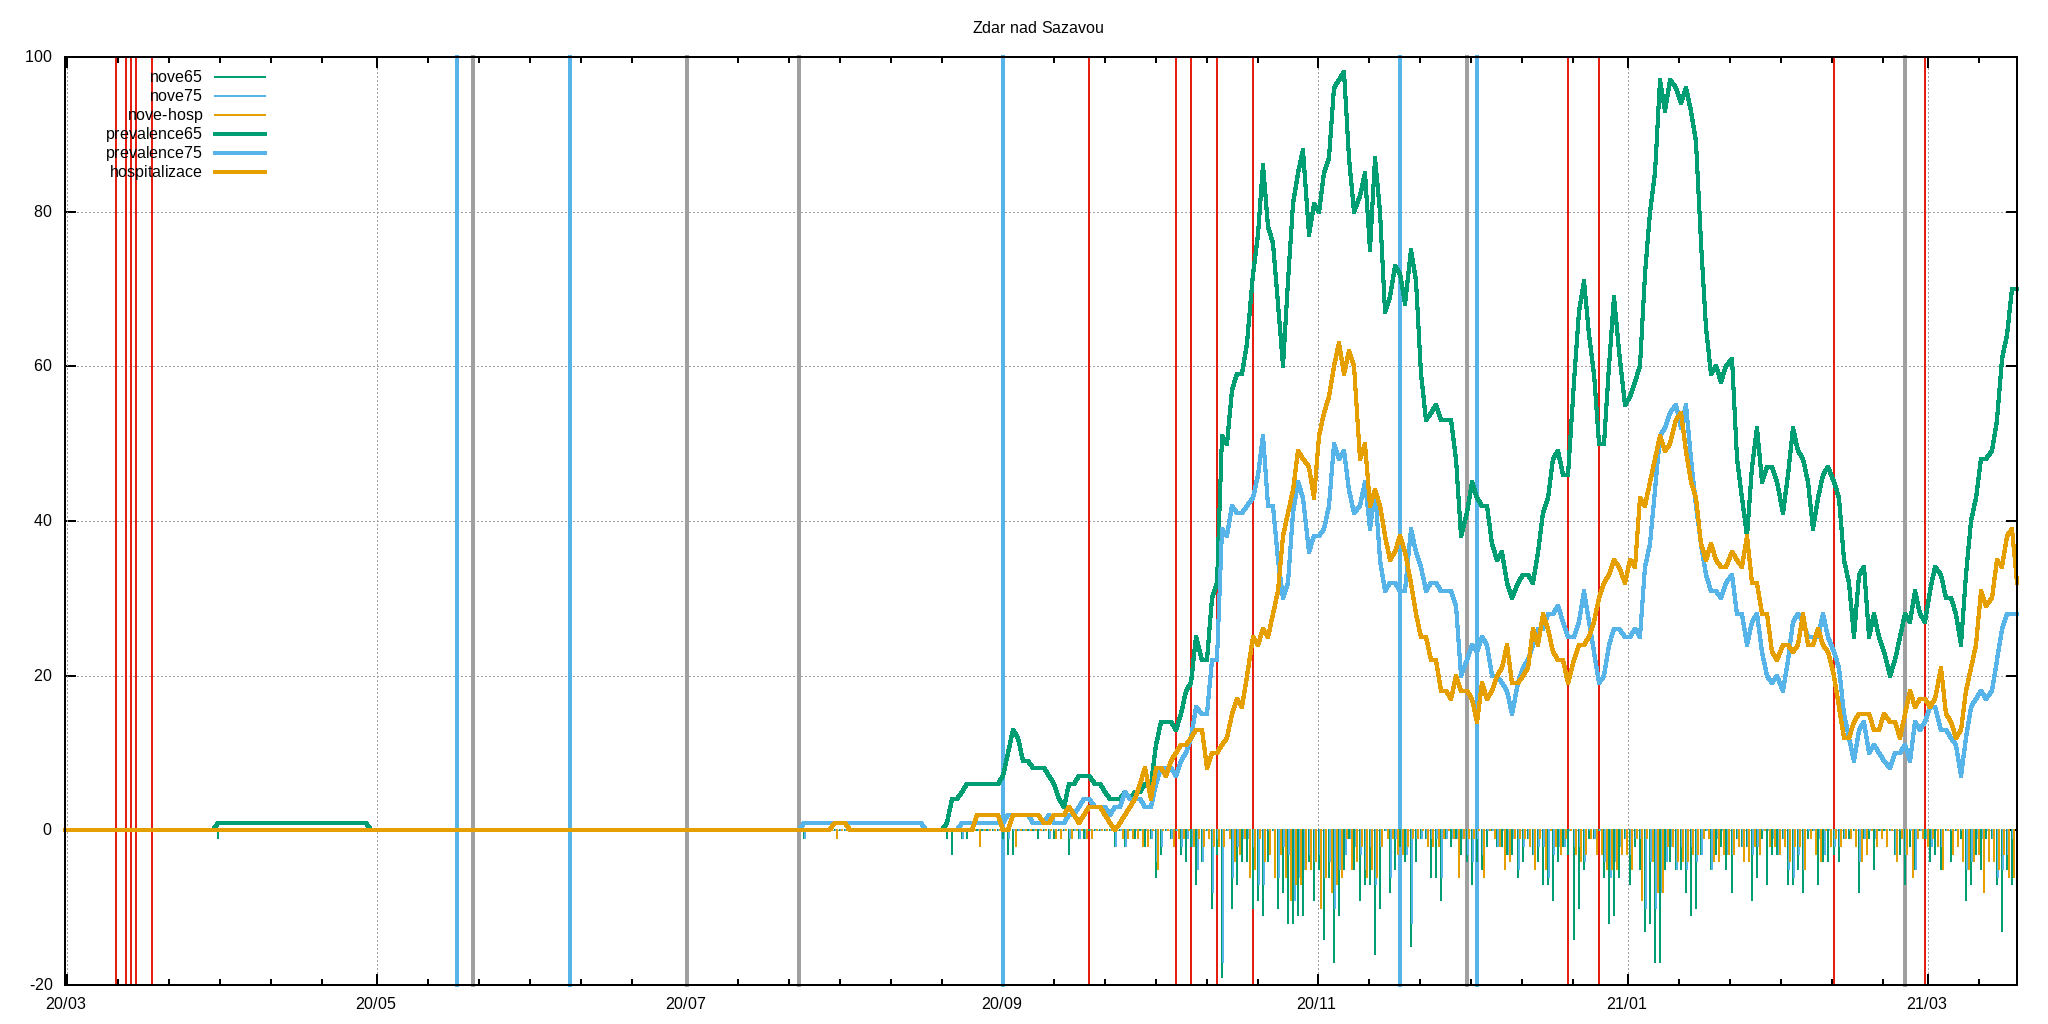 Zdar nad Sazavou
100
80
60
40
20
0
-20
nove65
nove75
nove-hosp
prevalence65
prevalence75
hospitalizace
20/03 20/05 20/07 20/09 20/11 21/01 21/03